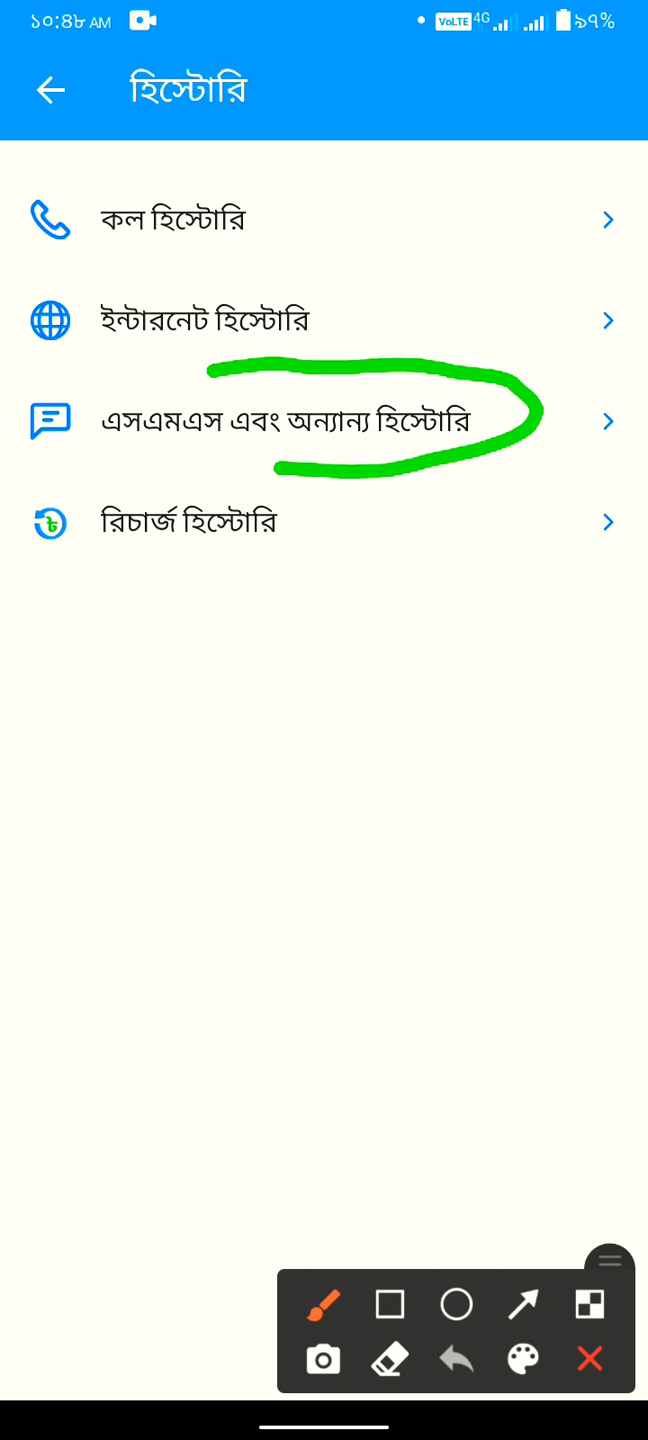 ১০:৪৮ AM VoLTE 4G ৯৭%
হিস্টোরি
কল হিস্টোরি
ইন্টারনেট হিস্টোরি
এসএমএস এবং অন্যান্য হিস্টোরি
৳ রিচার্জ হিস্টোরি